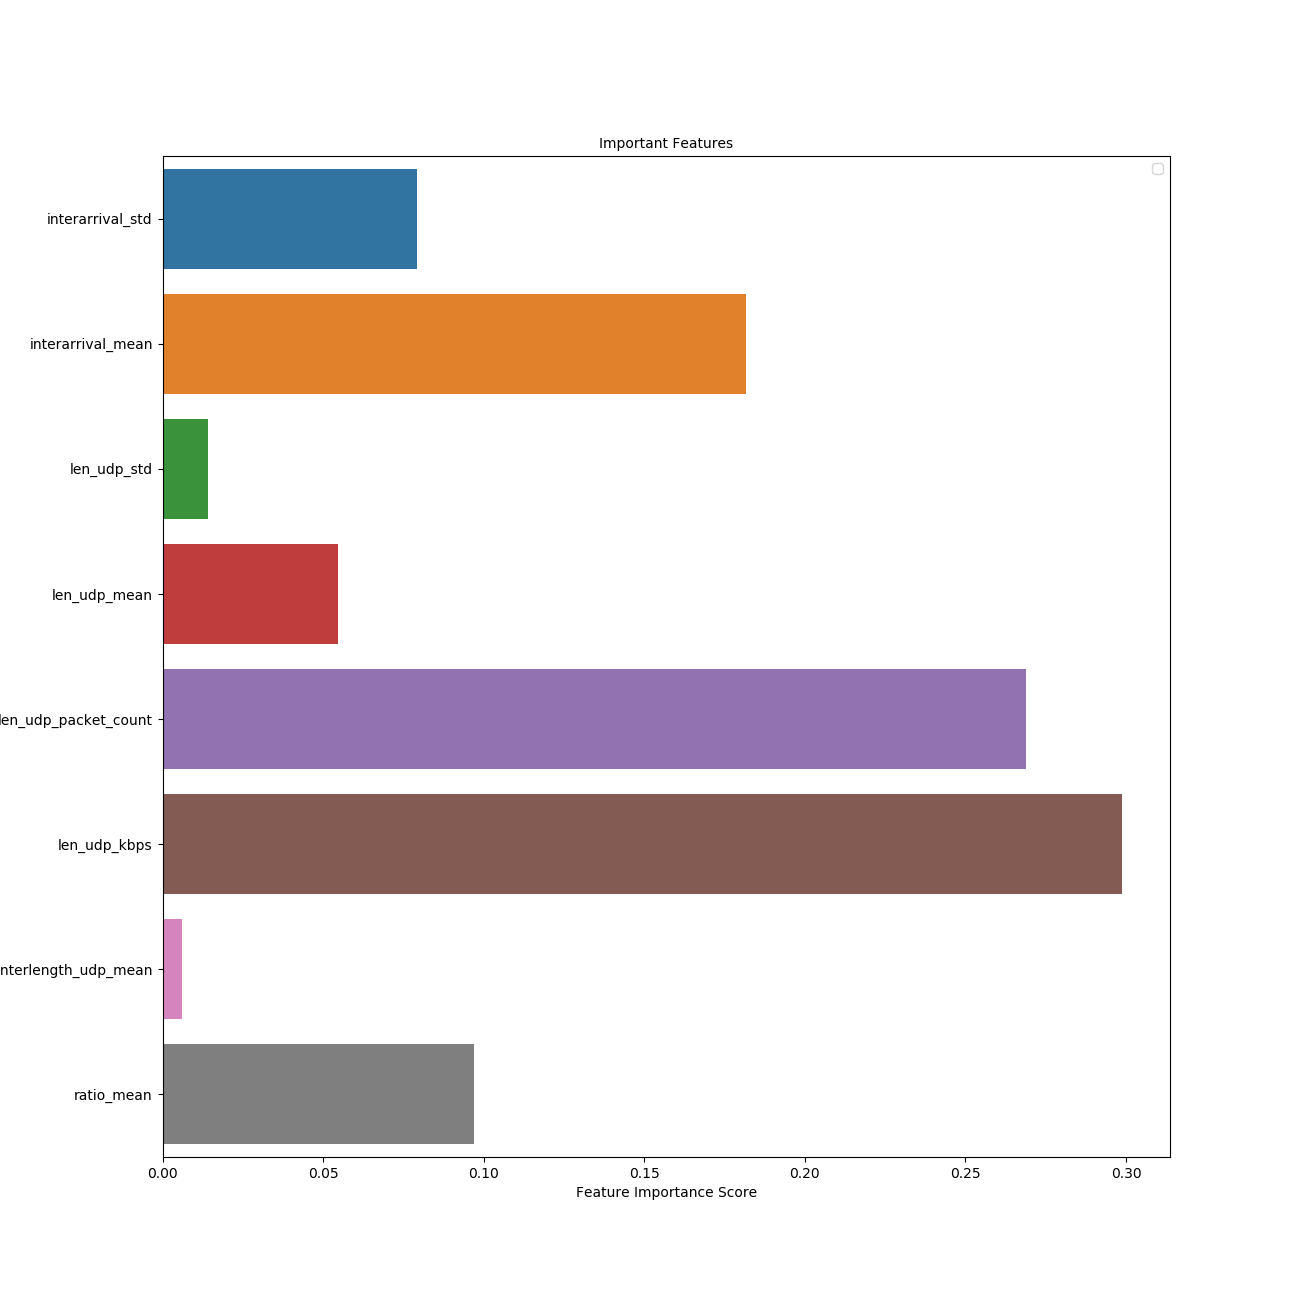 Important Features
interarrival_std
interarrival_mean
len_udp_std
len_udp_mean
len_udp_packet_count
len_udp_kbps
nterlength_udp_mean
ratio_mean
0.00 0.05 0.10 0.15 0.20 0.25 0.30
Feature Importance Score